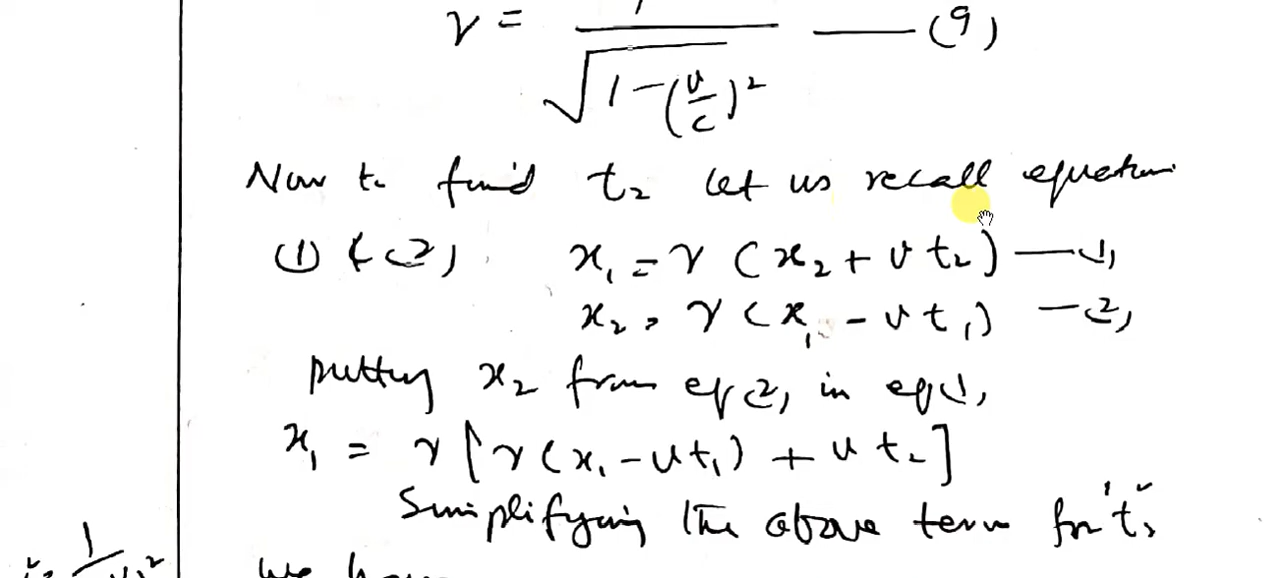 γ = 1 / √(1 - (v/c)²) — (9)
Now to find t₂ let us recall equation
(1) & (2) x₁ = γ (x₂ + v t₂) — (1)
x₂ = γ (x₁ - v t₁) — (2)
putting x₂ from eq (2) in eq (1)
x₁ = γ [γ (x₁ - v t₁) + v t₂]
Simplifying the above term for 't₂'
we have